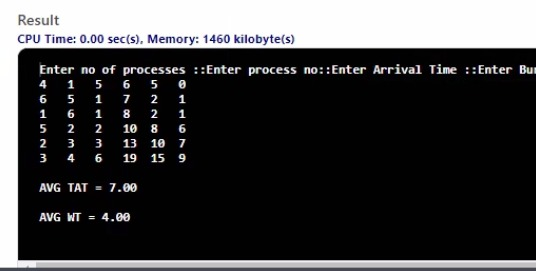 Result
CPU Time: 0.00 sec(s), Memory: 1460 kilobyte(s)
Enter no of processes ::Enter process no::Enter Arrival Time ::Enter Bur
4 1 5 6 5 0
6 5 1 7 2 1
1 6 1 8 2 1
5 2 2 10 8 6
2 3 3 13 10 7
3 4 6 19 15 9
AVG TAT = 7.00
AVG WT = 4.00